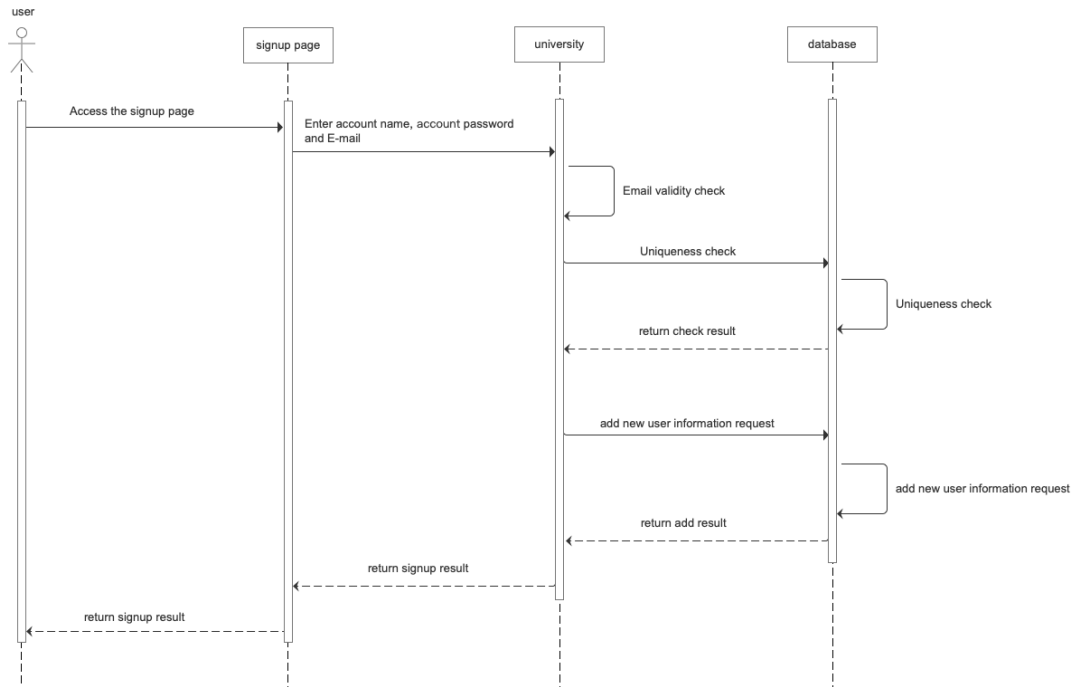 user
signup page
university
database
Access the signup page
Enter account name, account password
and E-mail
Email validity check
Uniqueness check
Uniqueness check
return check result
add new user information request
add new user information request
return add result
return signup result
return signup result